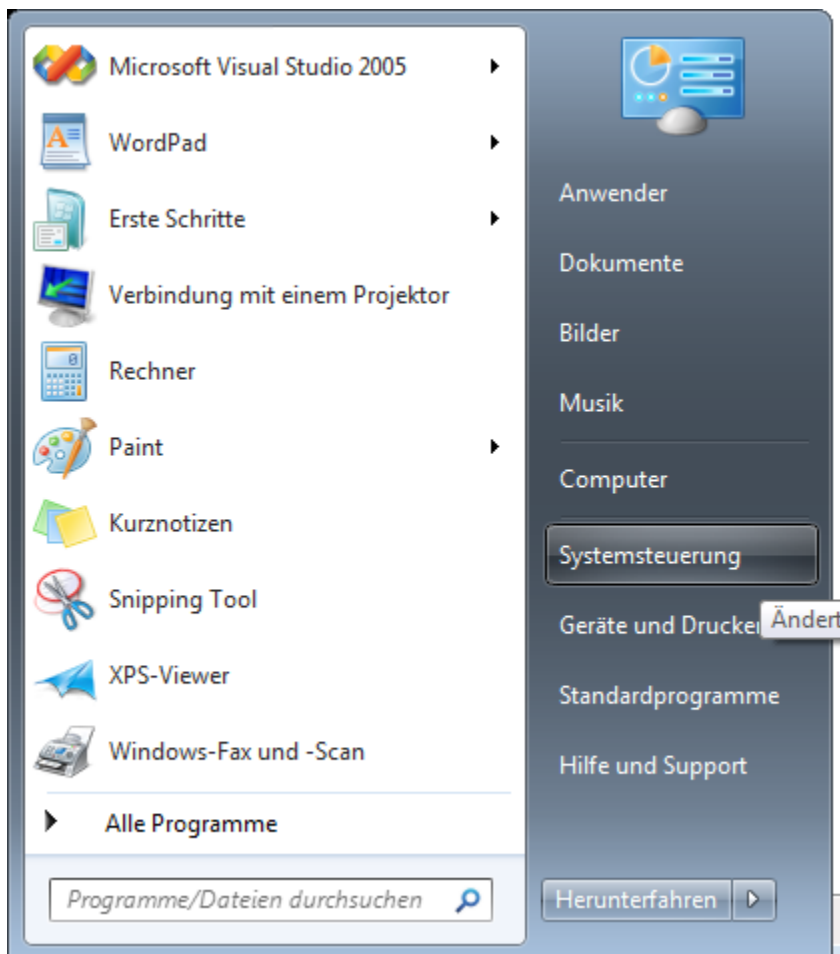 Microsoft Visual Studio 2005
WordPad
Erste Schritte
Verbindung mit einem Projektor
Rechner
Paint
Kurznotizen
Snipping Tool
XPS-Viewer
Windows-Fax und -Scan
Alle Programme
Programme/Dateien durchsuchen
Anwender
Dokumente
Bilder
Musik
Computer
Systemsteuerung
Geräte und Drucker
Ändert
Standardprogramme
Hilfe und Support
Herunterfahren